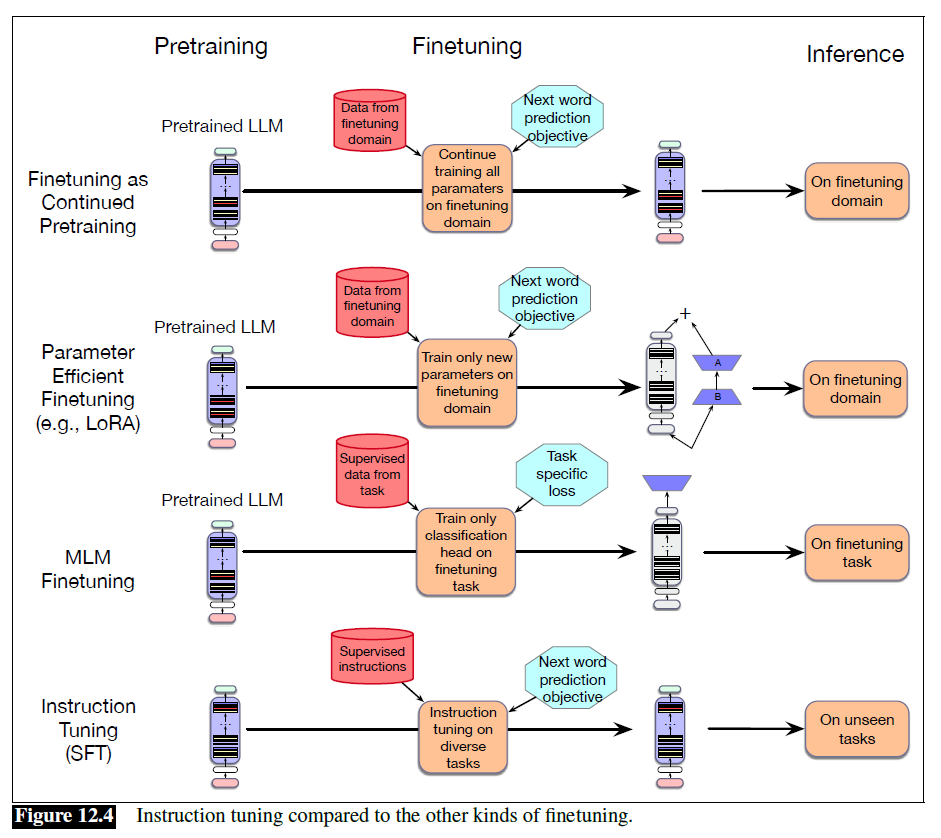 Pretraining
Finetuning
Inference
Finetuning as
Continued
Pretraining
Pretrained LLM
Data from
finetuning
domain
Next word
prediction
objective
Continue
training all
paramaters
on finetuning
domain
On finetuning
domain
Parameter
Efficient
Finetuning
(e.g., LoRA)
Pretrained LLM
Data from
finetuning
domain
Next word
prediction
objective
Train only new
parameters on
finetuning
domain
+
A
B
On finetuning
domain
MLM
Finetuning
Pretrained LLM
Supervised
data from
task
Task
specific
loss
Train only
classification
head on
finetuning
task
On finetuning
task
Instruction
Tuning
(SFT)
Supervised
instructions
Next word
prediction
objective
Instruction
tuning on
diverse
tasks
On unseen
tasks
Figure 12.4 Instruction tuning compared to the other kinds of finetuning.